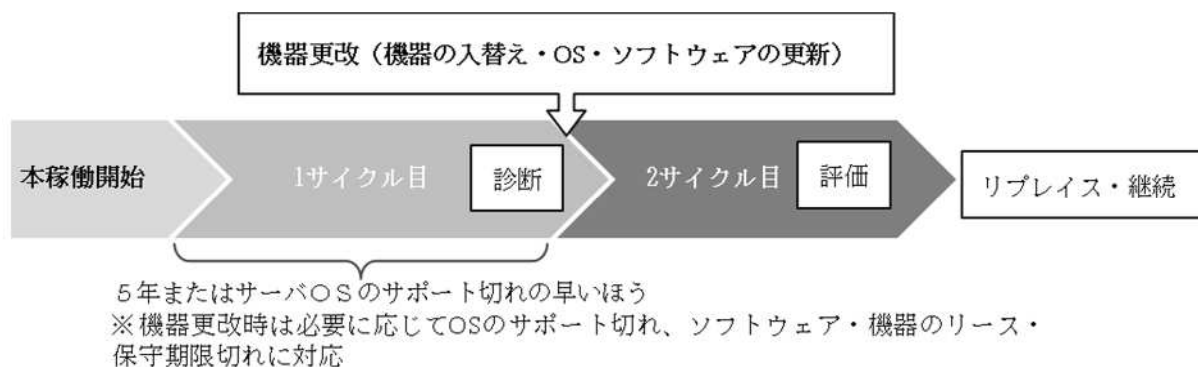 機器更改（機器の入替え・OS・ソフトウェアの更新）
本稼働開始
1サイクル目
診断
2サイクル目
評価
リプレイス・継続
５年またはサーバＯＳのサポート切れの早いほう
※機器更改時は必要に応じてOSのサポート切れ、ソフトウェア・機器のリース・
保守期限切れに対応